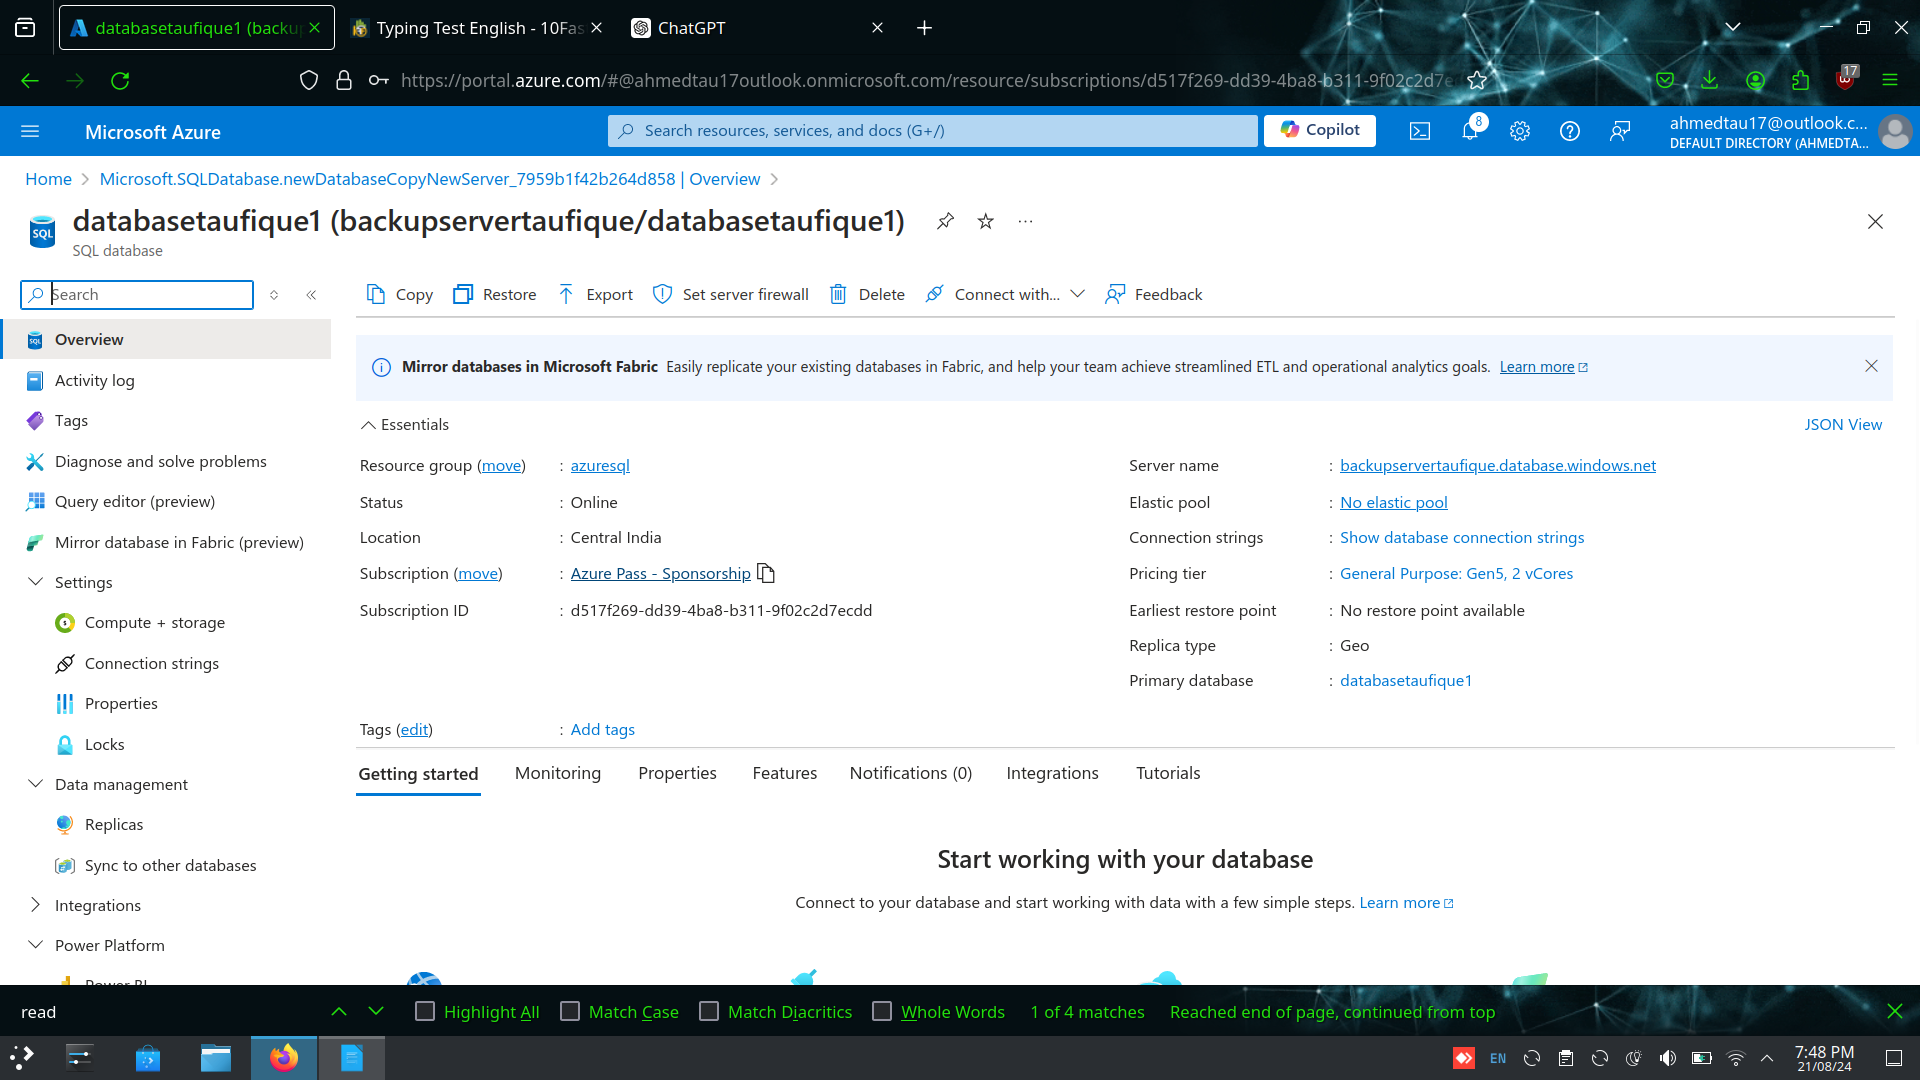 databasetaufique1 (backup
Typing Test English - 10Fas
ChatGPT
https://portal.azure.com/#@ahmedtau17outlook.onmicrosoft.com/resource/subscriptions/d517f269-dd39-4ba8-b311-9f02c2d7e
17
Microsoft Azure
Search resources, services, and docs (G+/)
Copilot
8
ahmedtau17@outlook.c...
DEFAULT DIRECTORY (AHMEDTA...
Home
Microsoft.SQLDatabase.newDatabaseCopyNewServer_7959b1f42b264d858 | Overview
SQL
databasetaufique1 (backupservertaufique/databasetaufique1)
SQL database
Search
Copy
Restore
Export
Set server firewall
Delete
Connect with...
Feedback
Overview
Activity log
Tags
Diagnose and solve problems
Query editor (preview)
Mirror database in Fabric (preview)
Settings
Compute + storage
Connection strings
Properties
Locks
Data management
Replicas
Sync to other databases
Integrations
Power Platform
Power BI
Mirror databases in Microsoft Fabric Easily replicate your existing databases in Fabric, and help your team achieve streamlined ETL and operational analytics goals. Learn more
Essentials
JSON View
Resource group (move) : azuresql
Status : Online
Location : Central India
Subscription (move) : Azure Pass - Sponsorship
Subscription ID : d517f269-dd39-4ba8-b311-9f02c2d7ecdd
Server name : backupservertaufique.database.windows.net
Elastic pool : No elastic pool
Connection strings : Show database connection strings
Pricing tier : General Purpose: Gen5, 2 vCores
Earliest restore point : No restore point available
Replica type : Geo
Primary database : databasetaufique1
Tags (edit) : Add tags
Getting started
Monitoring
Properties
Features
Notifications (0)
Integrations
Tutorials
Start working with your database
Connect to your database and start working with data with a few simple steps. Learn more
read
Highlight All
Match Case
Match Diacritics
Whole Words
1 of 4 matches
Reached end of page, continued from top
EN
7:48 PM
21/08/24